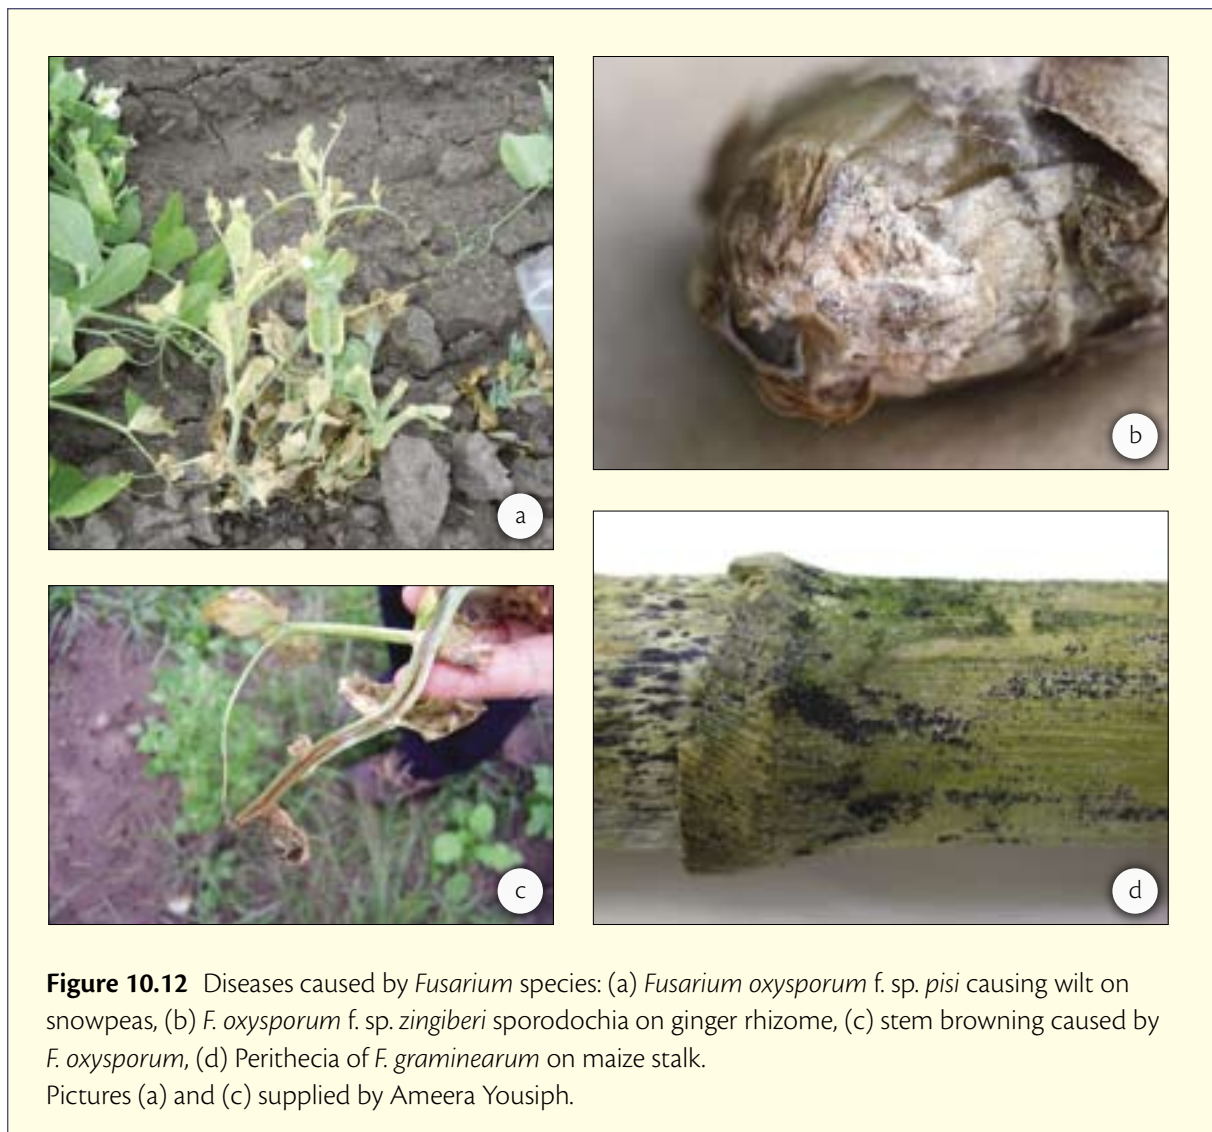 a
b
c
d
Figure 10.12 Diseases caused by Fusarium species: (a) Fusarium oxysporum f. sp. pisi causing wilt on
snowpeas, (b) F. oxysporum f. sp. zingiberi sporodochia on ginger rhizome, (c) stem browning caused by
F. oxysporum, (d) Perithecia of F. graminearum on maize stalk.
Pictures (a) and (c) supplied by Ameera Yousiph.